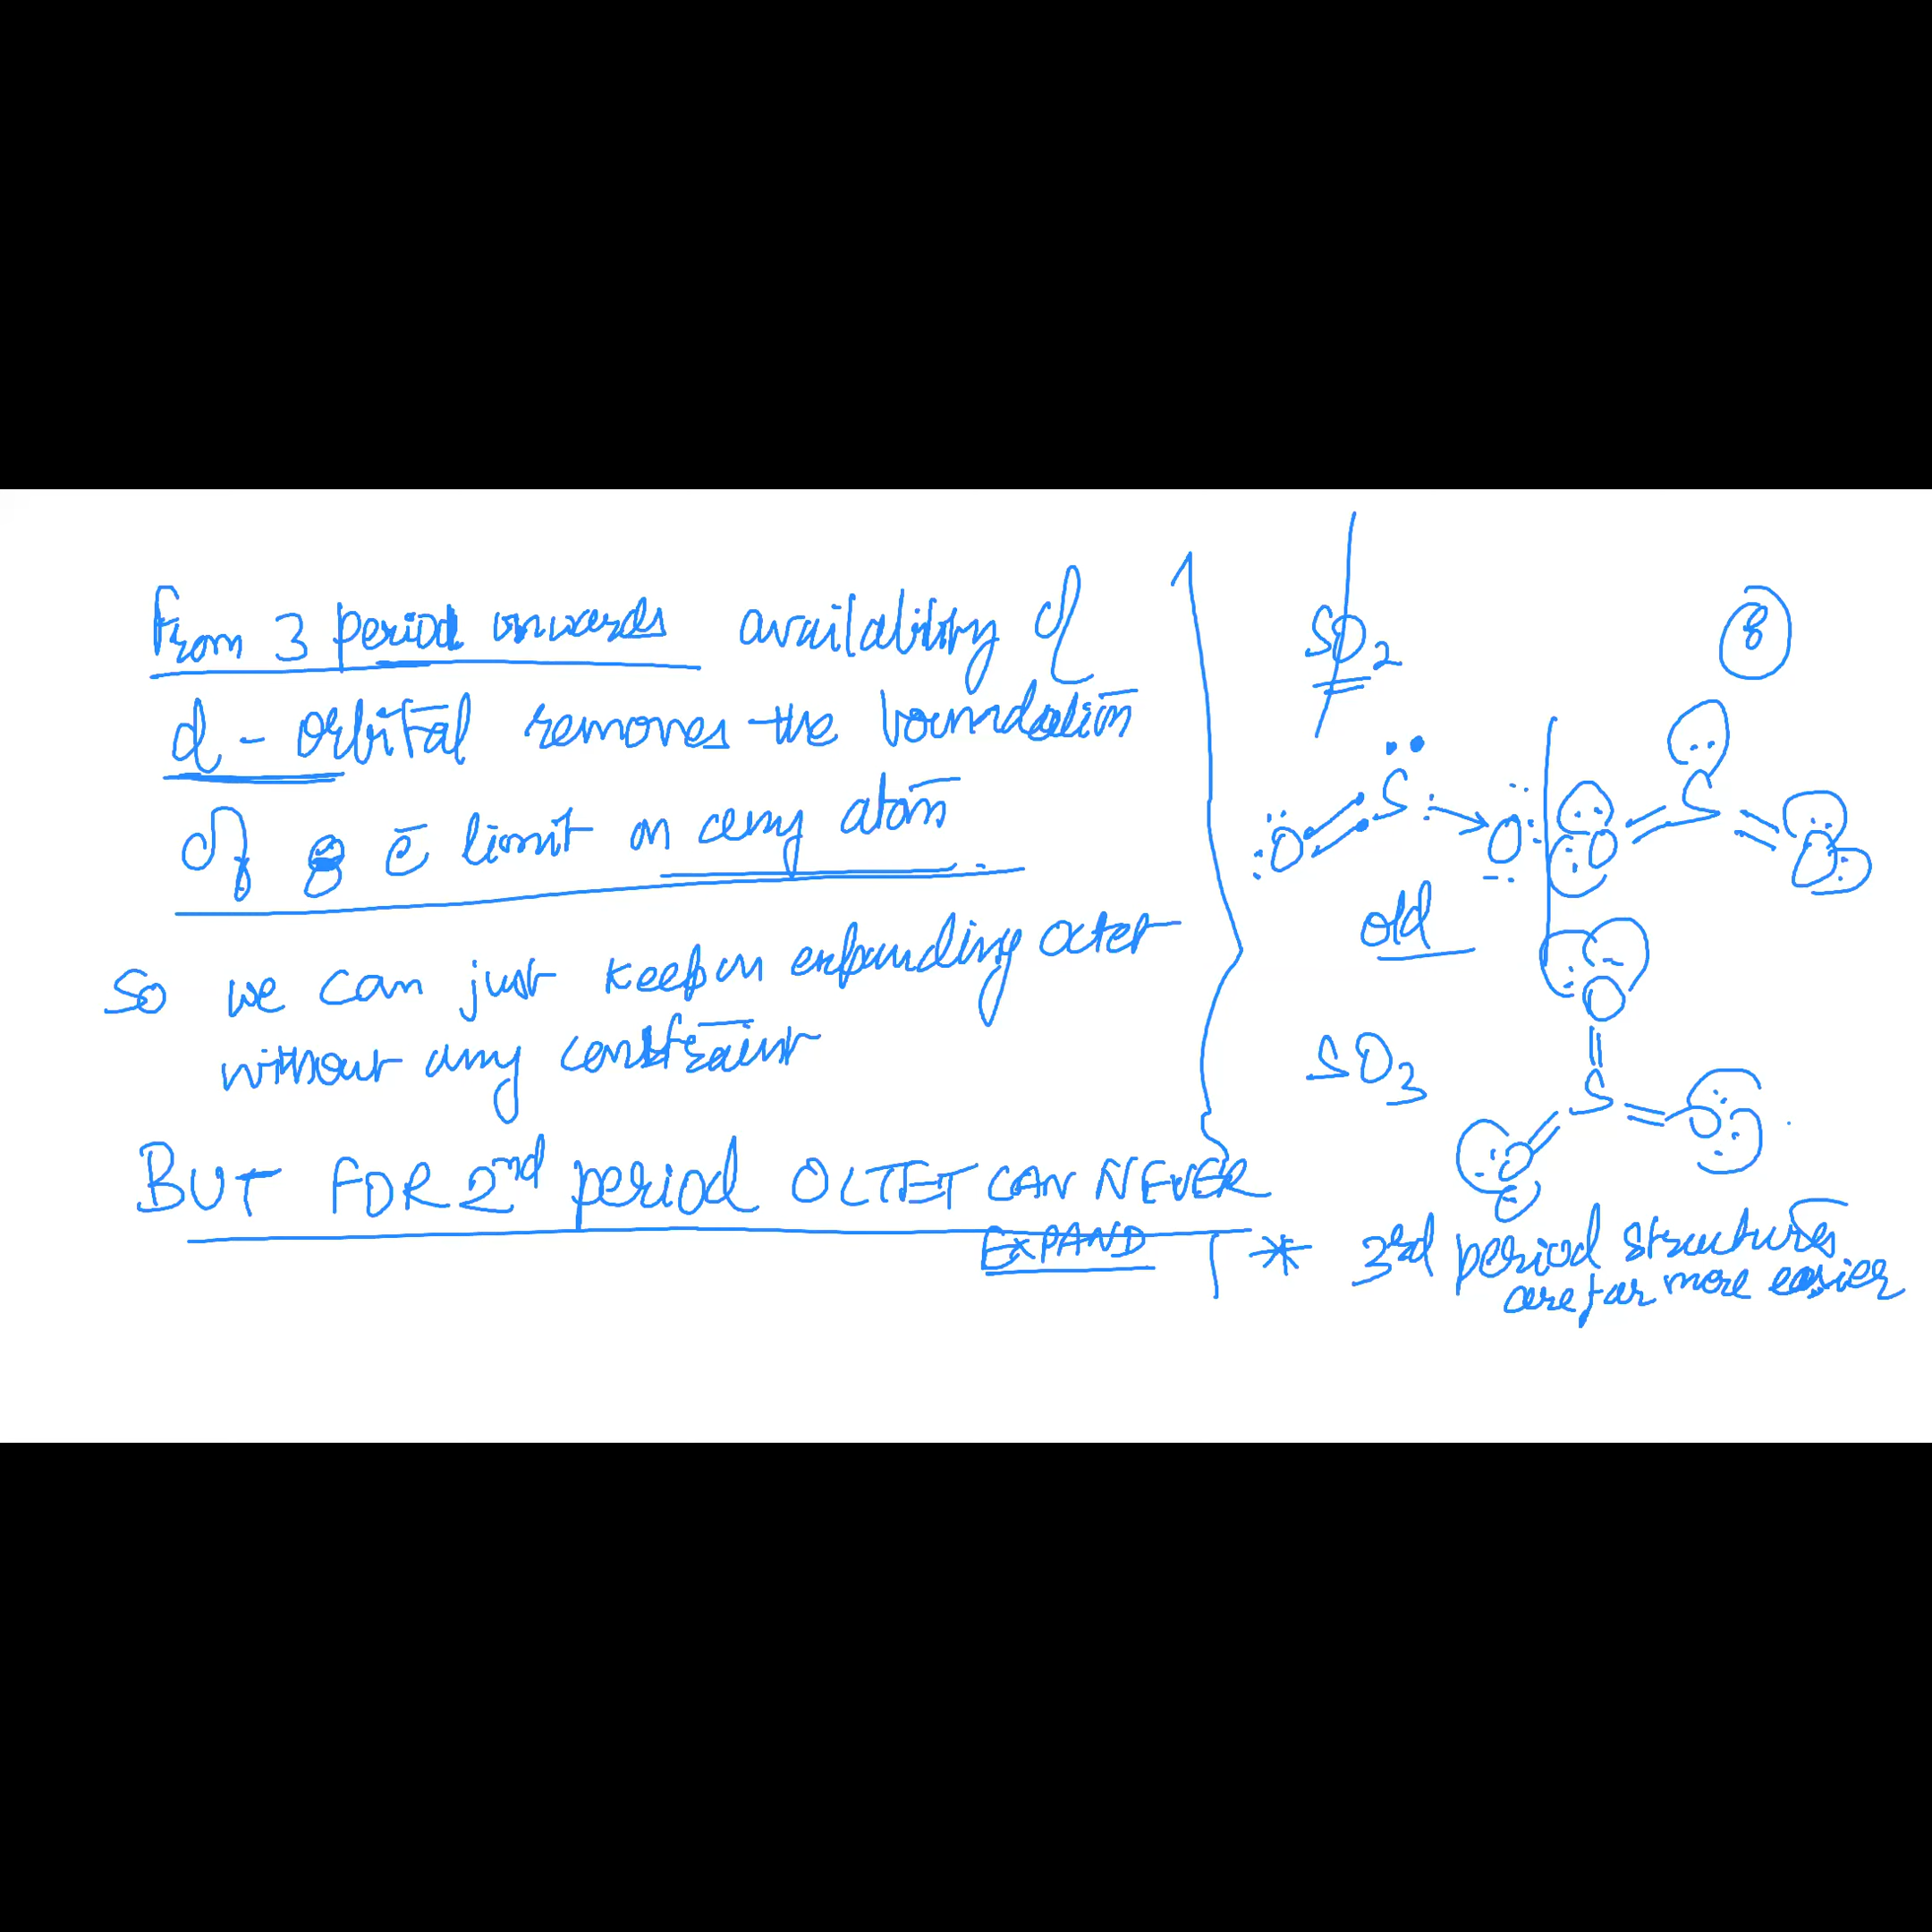 From 3 period onwards availability of
d - orbital removes the boundation
Of 8 ē limit on any atom
So we can just keep on expanding octet
without any constraint
BUT FOR 2nd period OCTET CAN NEVER
EXPAND
SO2
8
S
O
O
S
O
O
old
SO3
O
S
O
O
* 3rd period structures
are far more easier